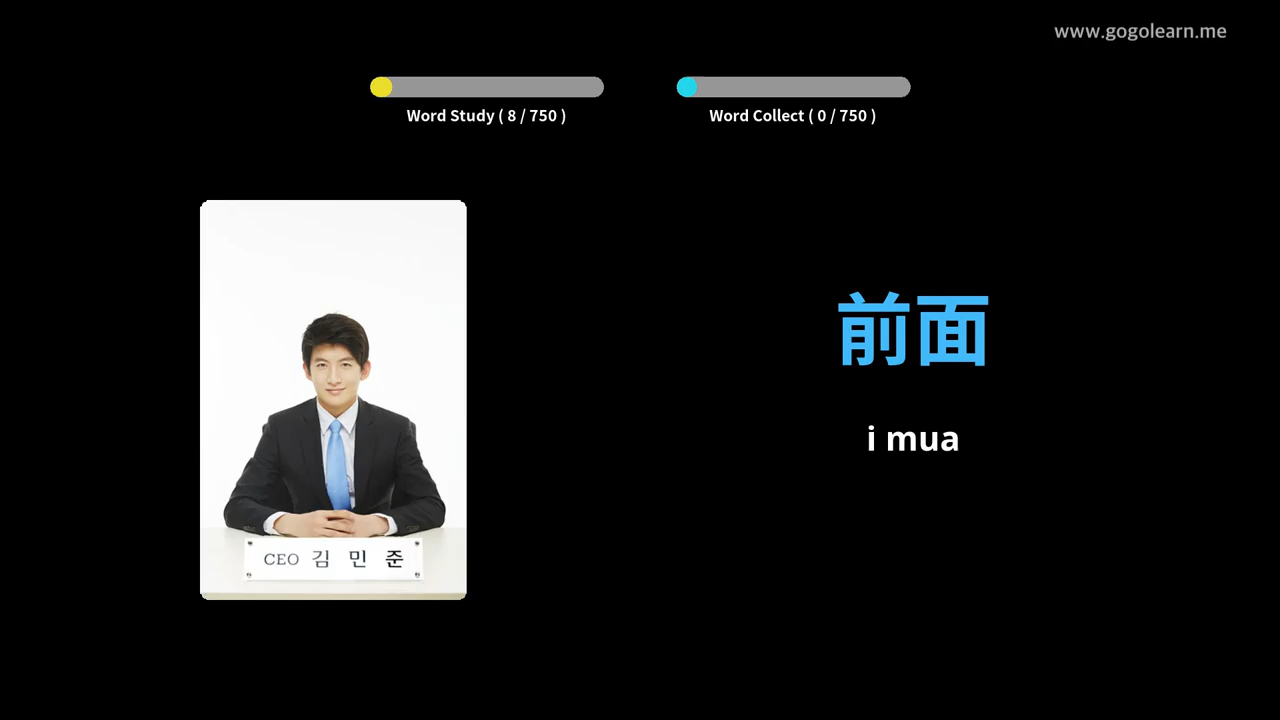 www.gogolearn.me
Word Study ( 8 / 750 )
Word Collect ( 0 / 750 )
前面
i mua
CEO 김 민 준